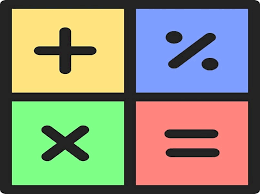 + %
× =